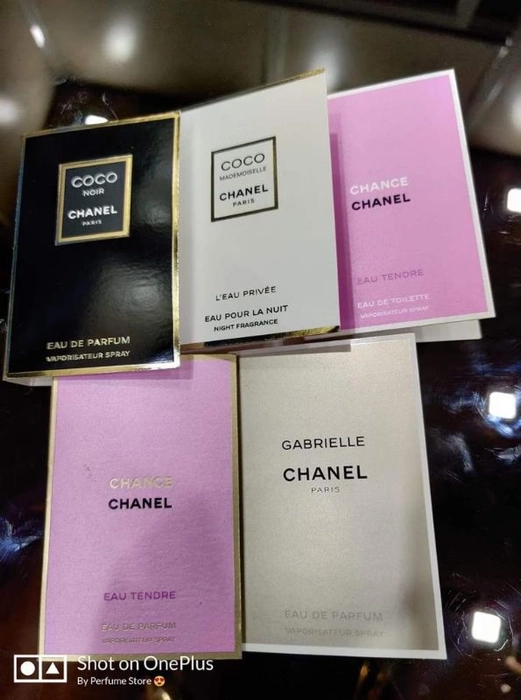 COCO
NOIR
CHANEL
PARIS
EAU DE PARFUM
VAPORISATEUR SPRAY
COCO
MADEMOISELLE
CHANEL
PARIS
L'EAU PRIVÉE
EAU POUR LA NUIT
NIGHT FRAGRANCE
CHANCE
CHANEL
EAU TENDRE
EAU DE TOILETTE
VAPORISATEUR SPRAY
CHANCE
CHANEL
EAU TENDRE
EAU DE PARFUM
VAPORISATEUR SPRAY
GABRIELLE
CHANEL
PARIS
EAU DE PARFUM
VAPORISATEUR SPRAY
Shot on OnePlus
By Perfume Store 😍